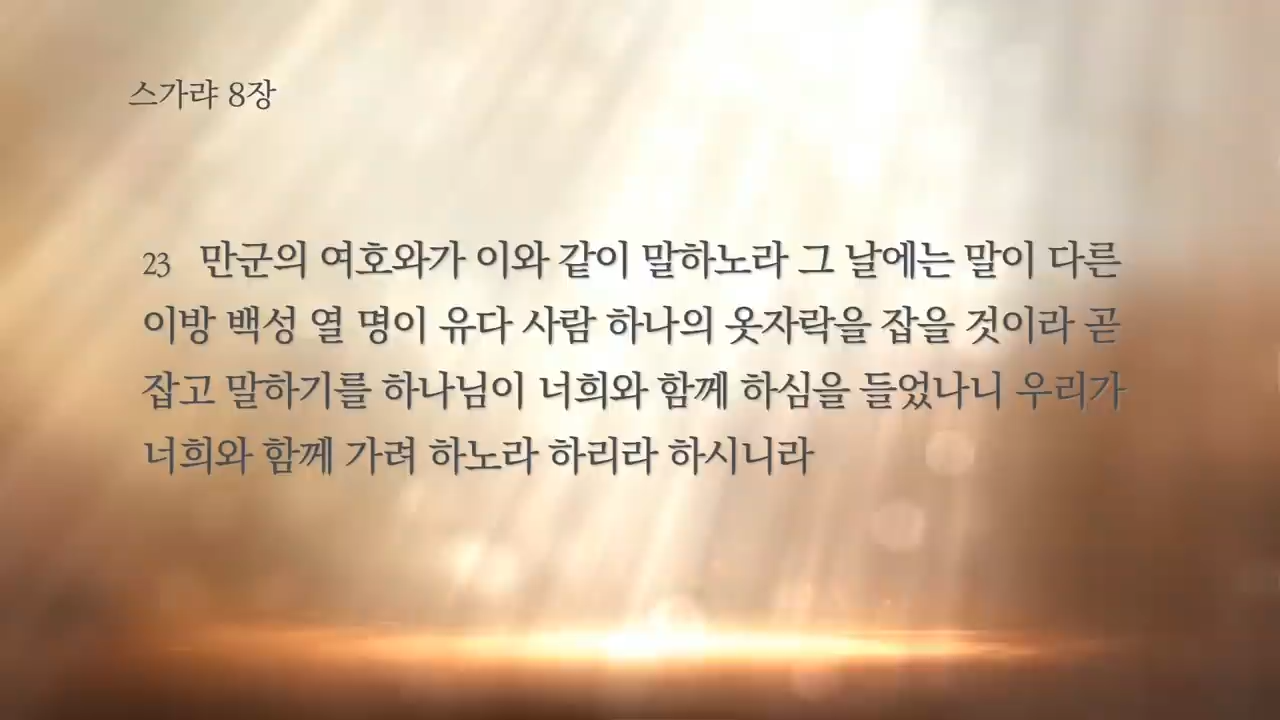 스가랴 8장
23 만군의 여호와가 이와 같이 말하노라 그 날에는 말이 다른
이방 백성 열 명이 유다 사람 하나의 옷자락을 잡을 것이라 곧
잡고 말하기를 하나님이 너희와 함께 하심을 들었나니 우리가
너희와 함께 가려 하노라 하리라 하시니라